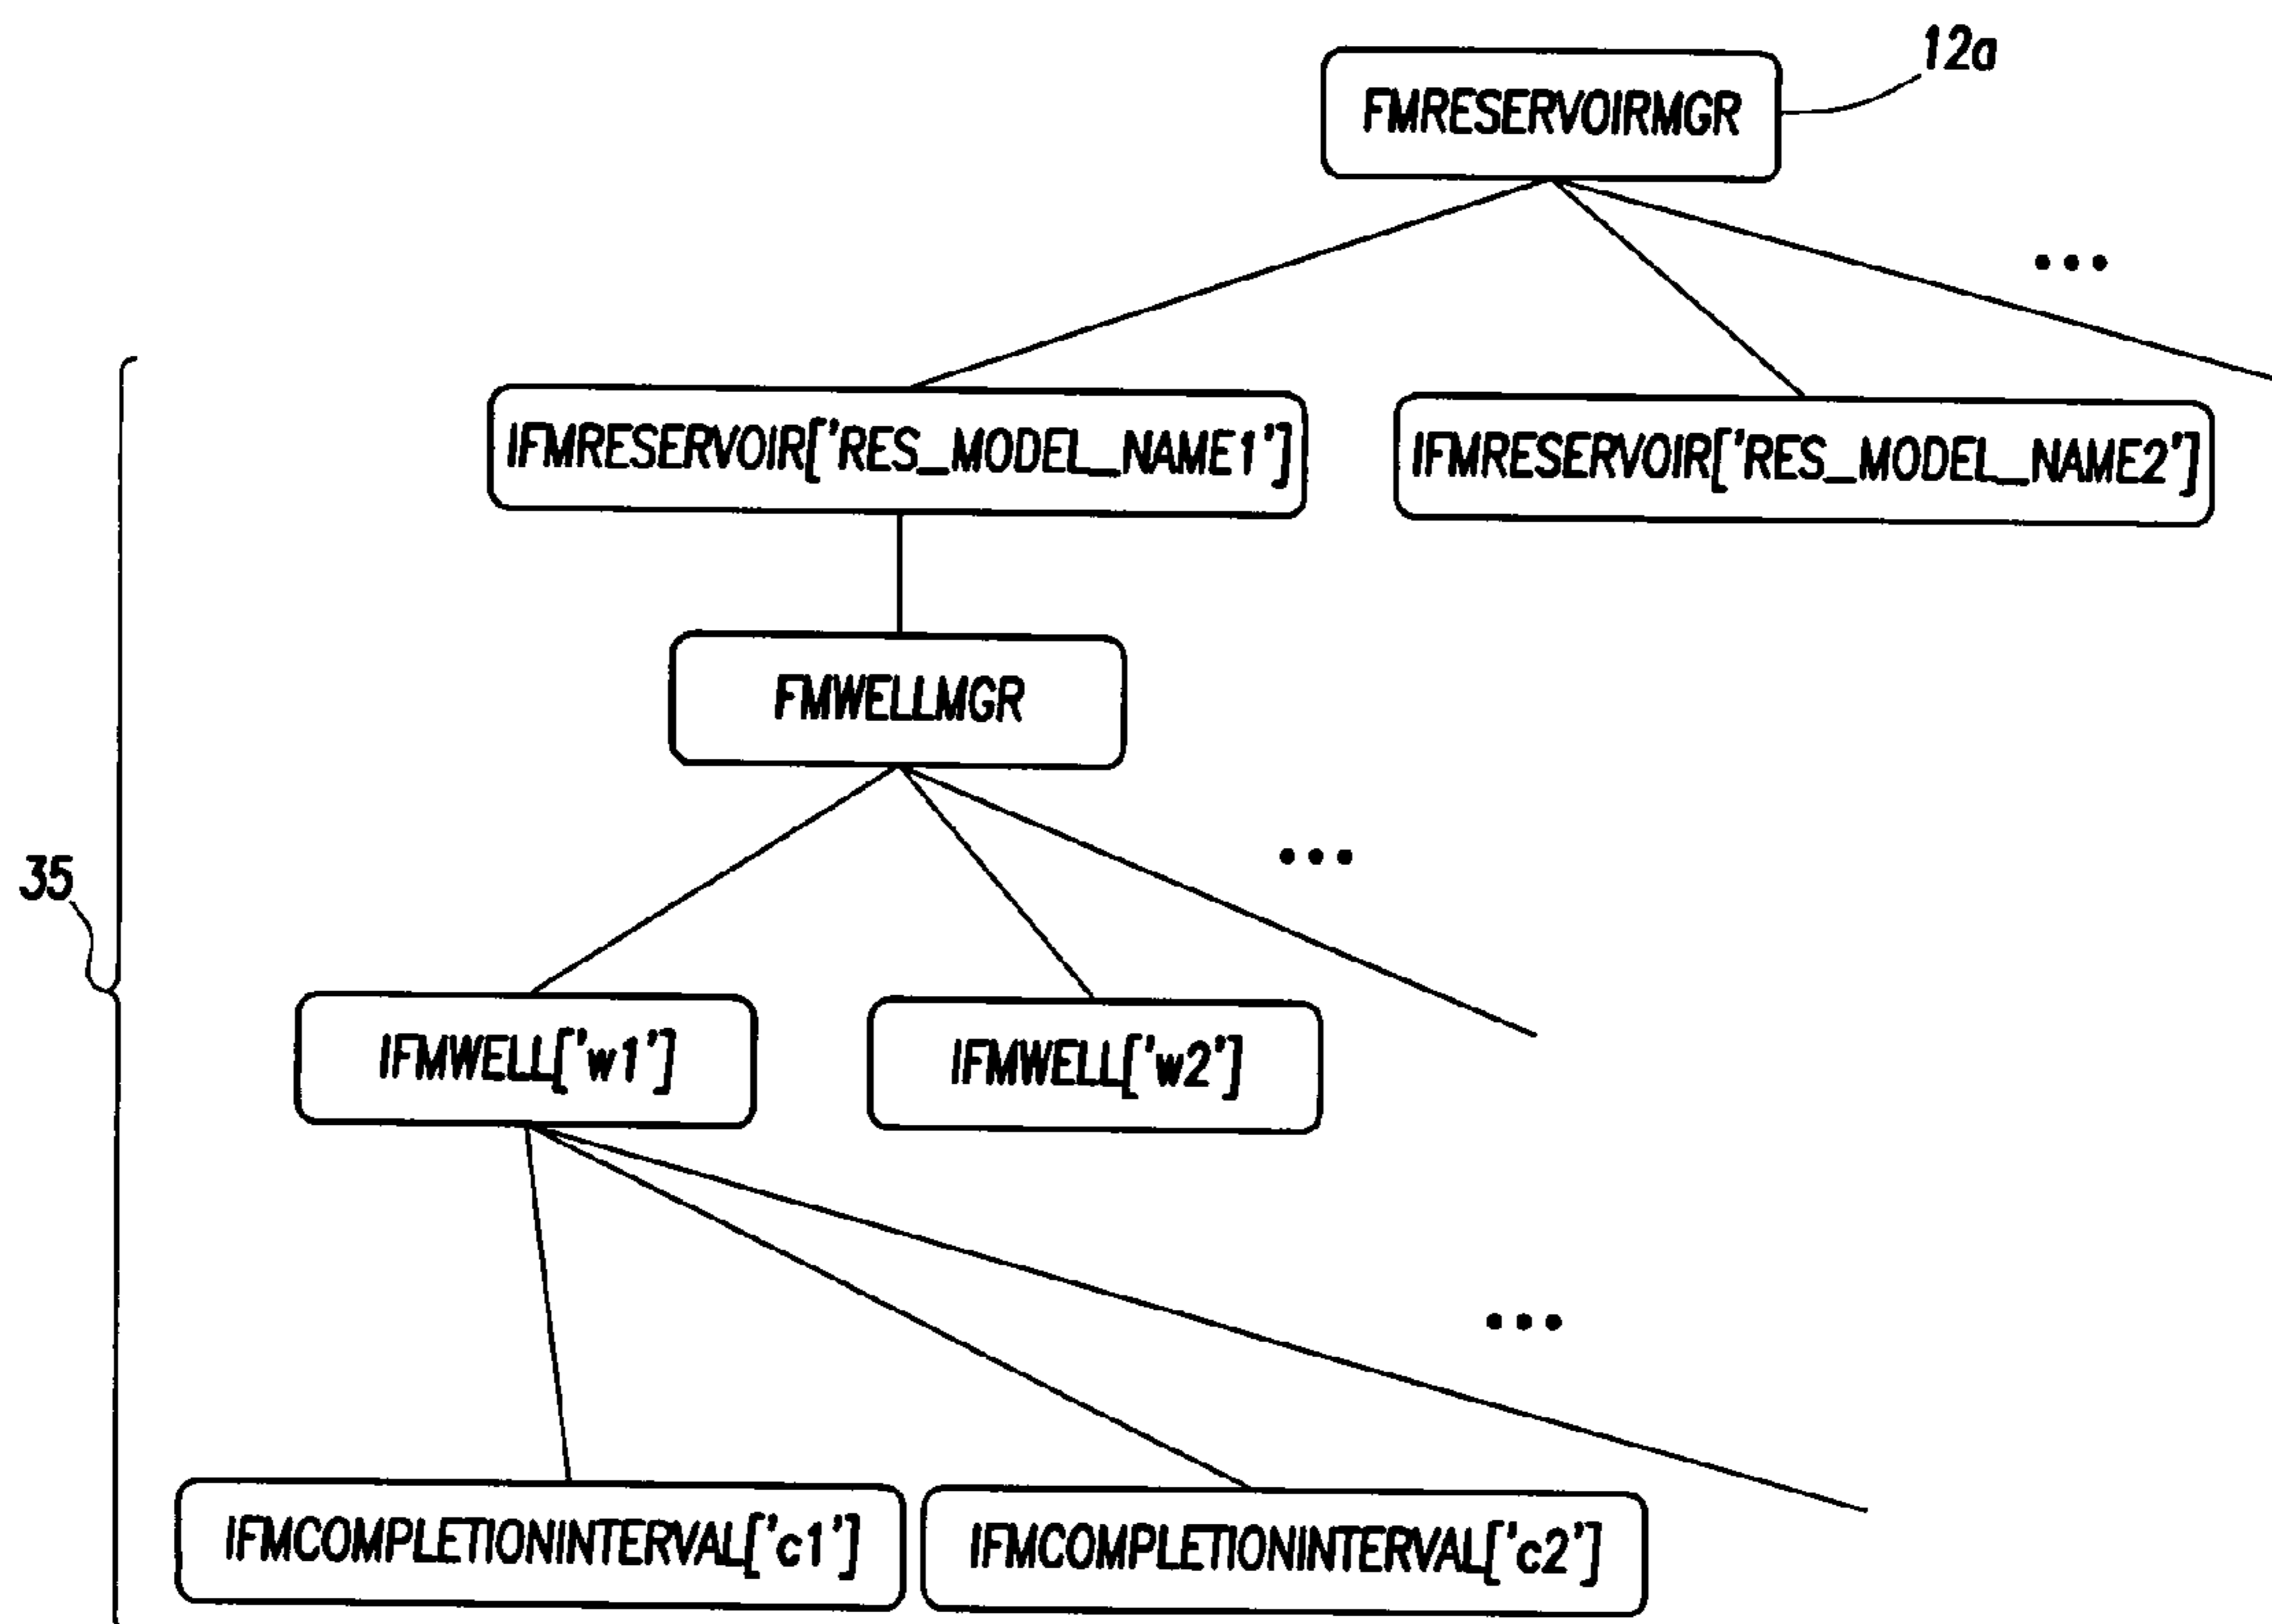 12a
FMRESERVOIRMGR
...
IFMRESERVOIR['RES_MODEL_NAME1']
IFMRESERVOIR['RES_MODEL_NAME2']
FMWELLMGR
...
35
IFMWELL['w1']
IFMWELL['w2']
...
IFMCOMPLETIONINTERVAL['c1']
IFMCOMPLETIONINTERVAL['c2']